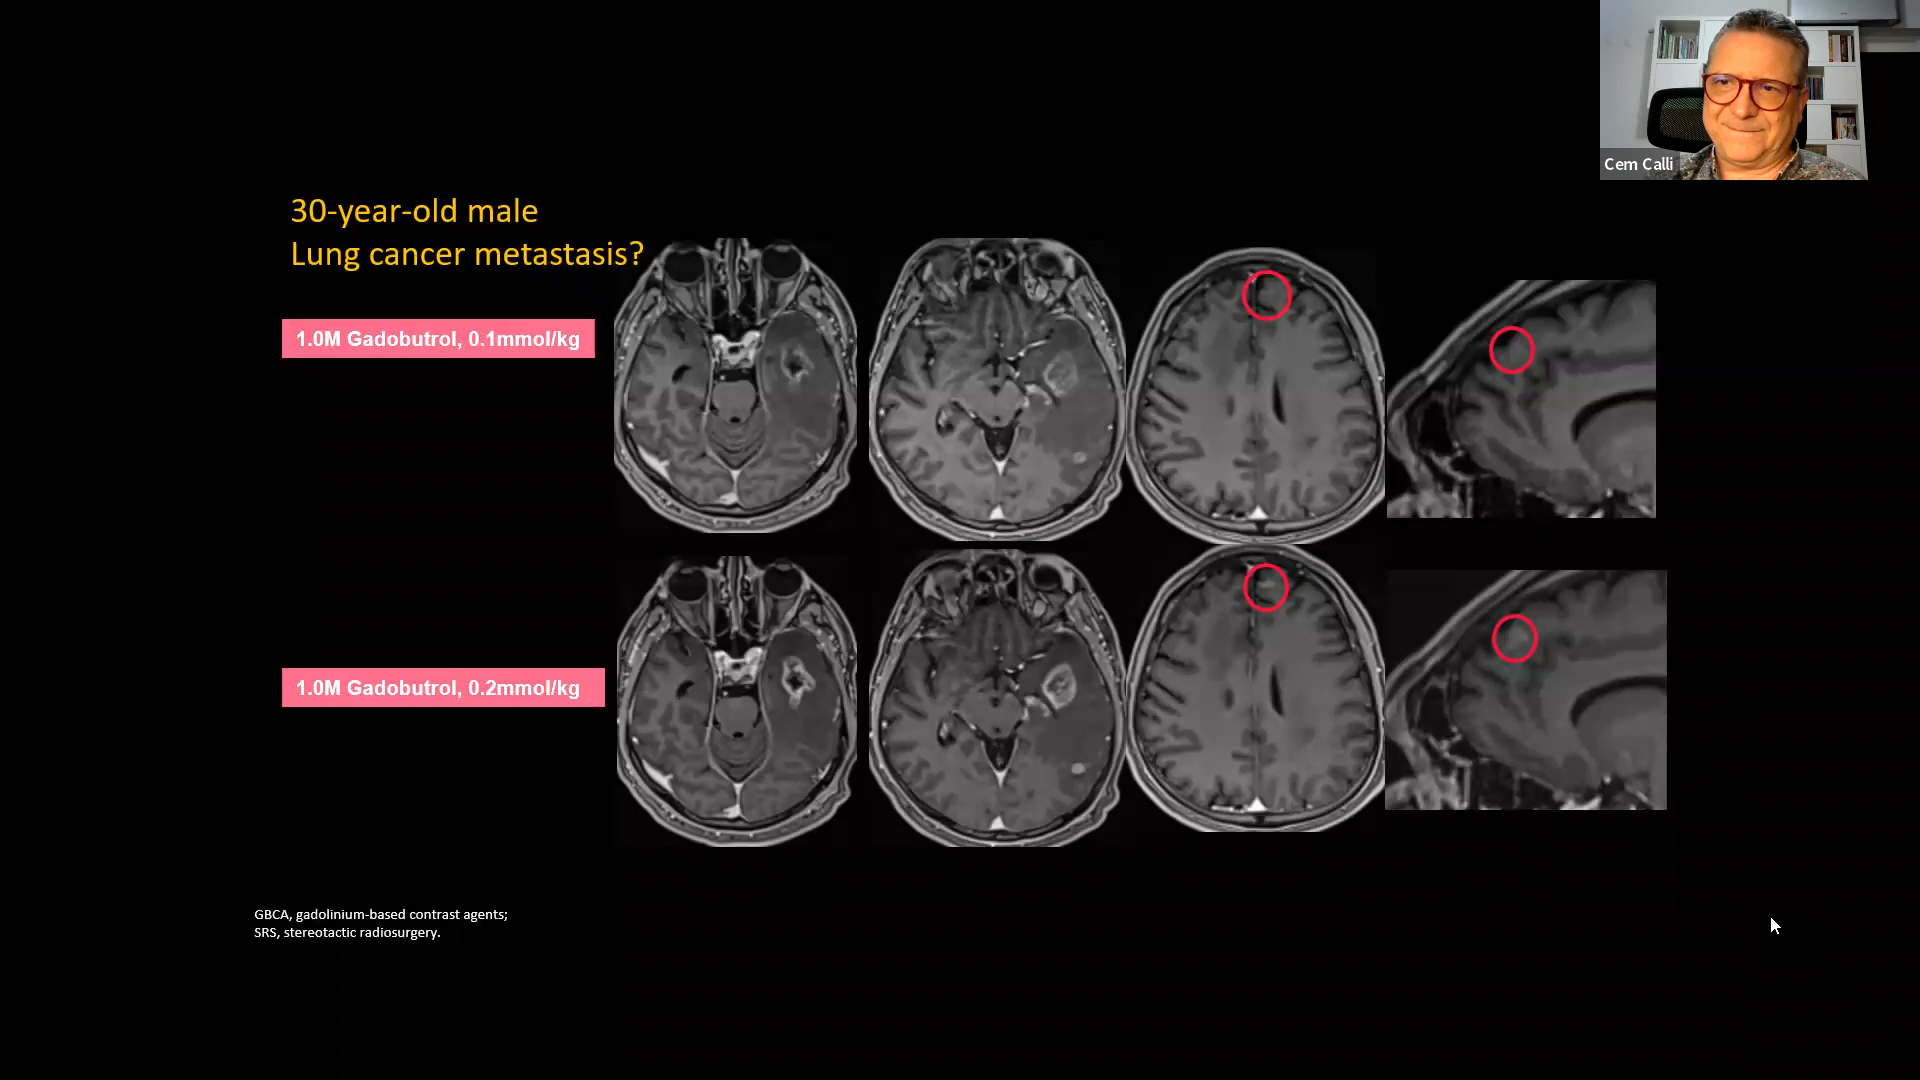 Cem Calli
30-year-old male
Lung cancer metastasis?
1.0M Gadobutrol, 0.1mmol/kg
1.0M Gadobutrol, 0.2mmol/kg
GBCA, gadolinium-based contrast agents;
SRS, stereotactic radiosurgery.